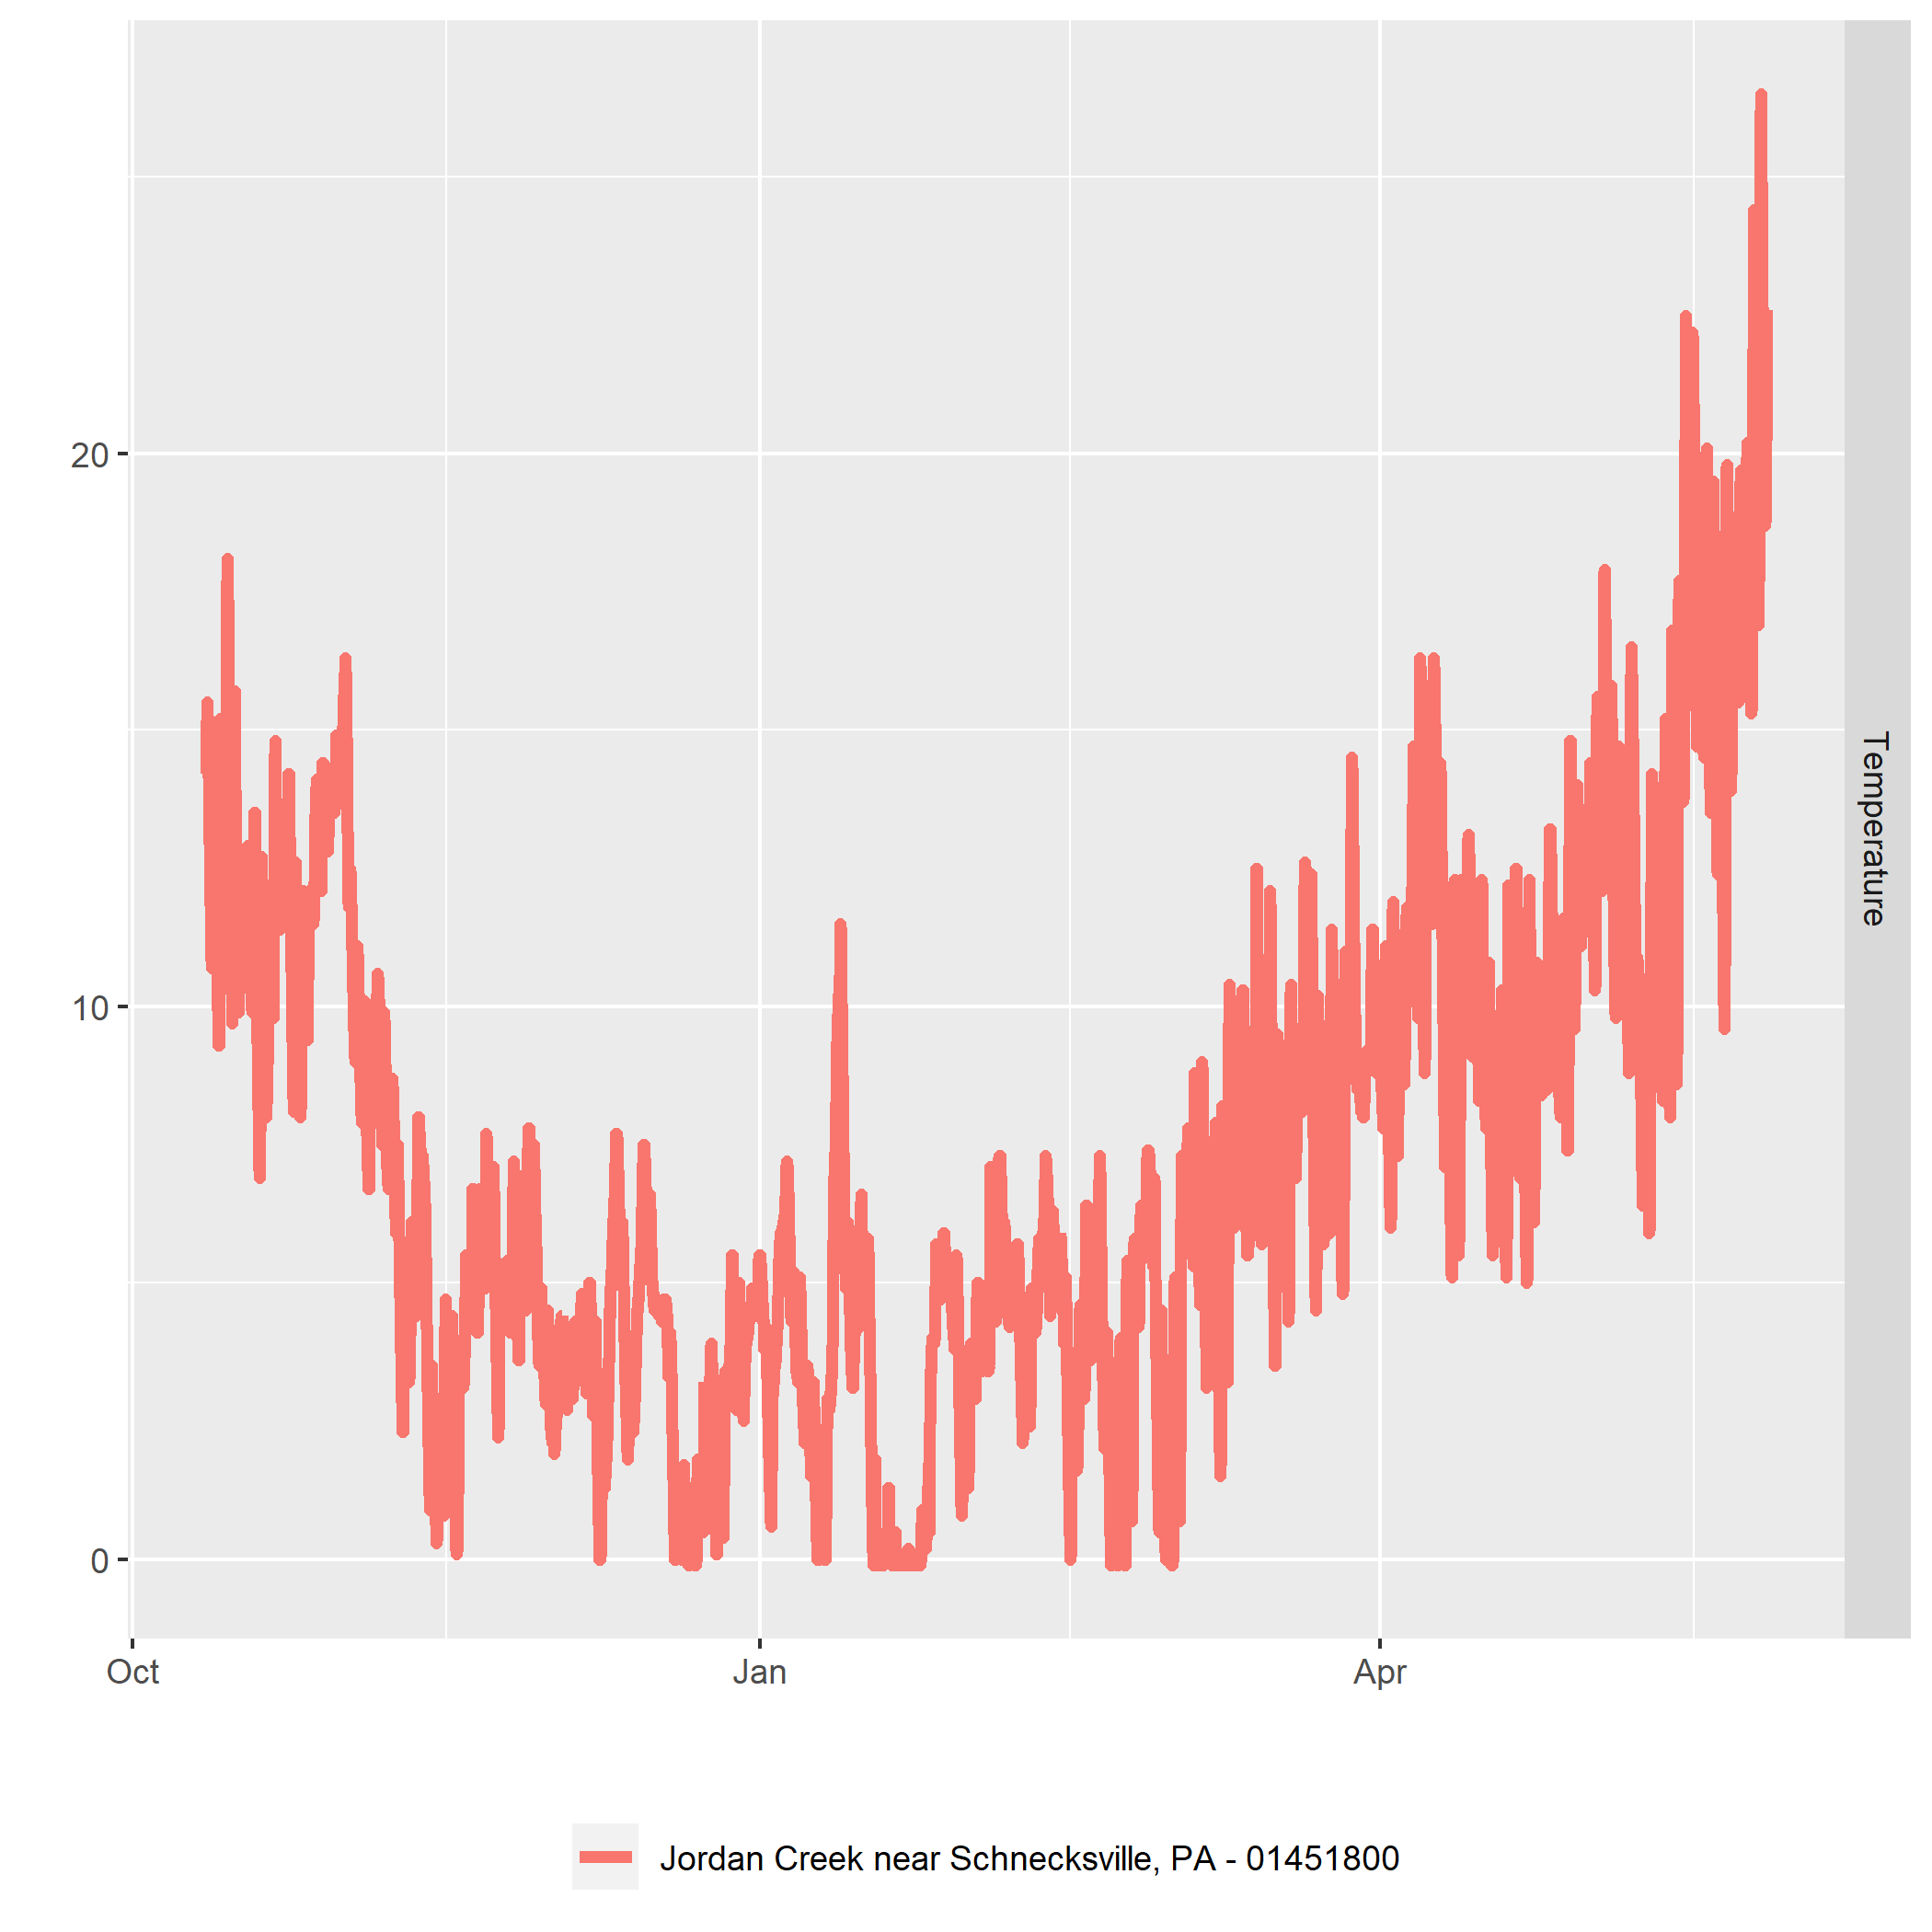 20
10
0
Temperature
Oct Jan Apr
Jordan Creek near Schnecksville, PA - 01451800